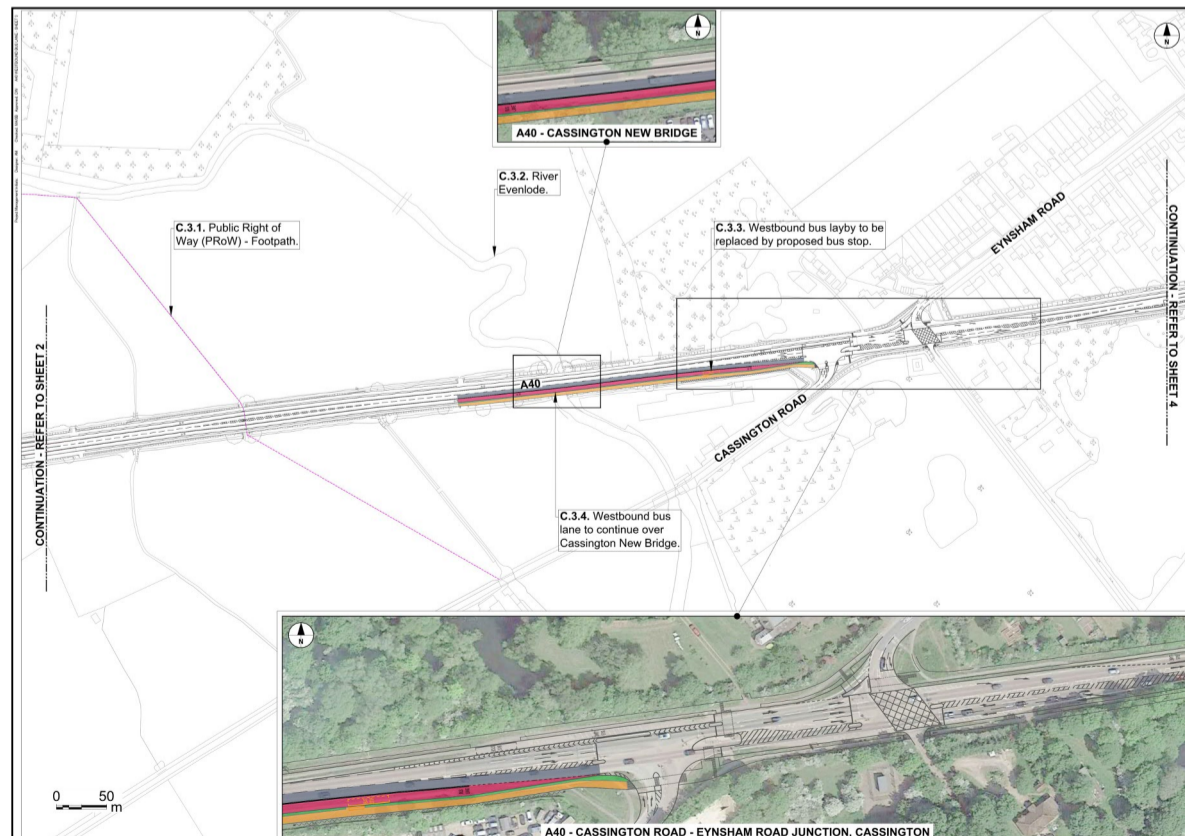 N
N
A40 - CASSINGTON NEW BRIDGE
C.3.2. River
Evenlode.
C.3.1. Public Right of
Way (PRoW) - Footpath.
C.3.3. Westbound bus layby to be
replaced by proposed bus stop.
EYNSHAM ROAD
CONTINUATION - REFER TO SHEET 4
CONTINUATION - REFER TO SHEET 2
A40
CASSINGTON ROAD
C.3.4. Westbound bus
lane to continue over
Cassington New Bridge.
N
0 50
m
A40 - CASSINGTON ROAD - EYNSHAM ROAD JUNCTION, CASSINGTON